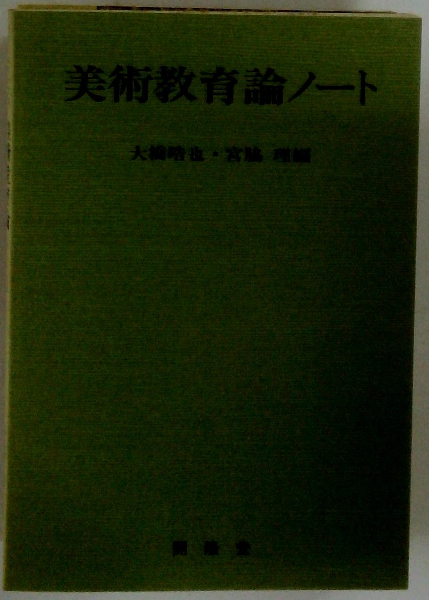 美術教育論ノート
大橋晧也・宮脇 理編
開隆堂